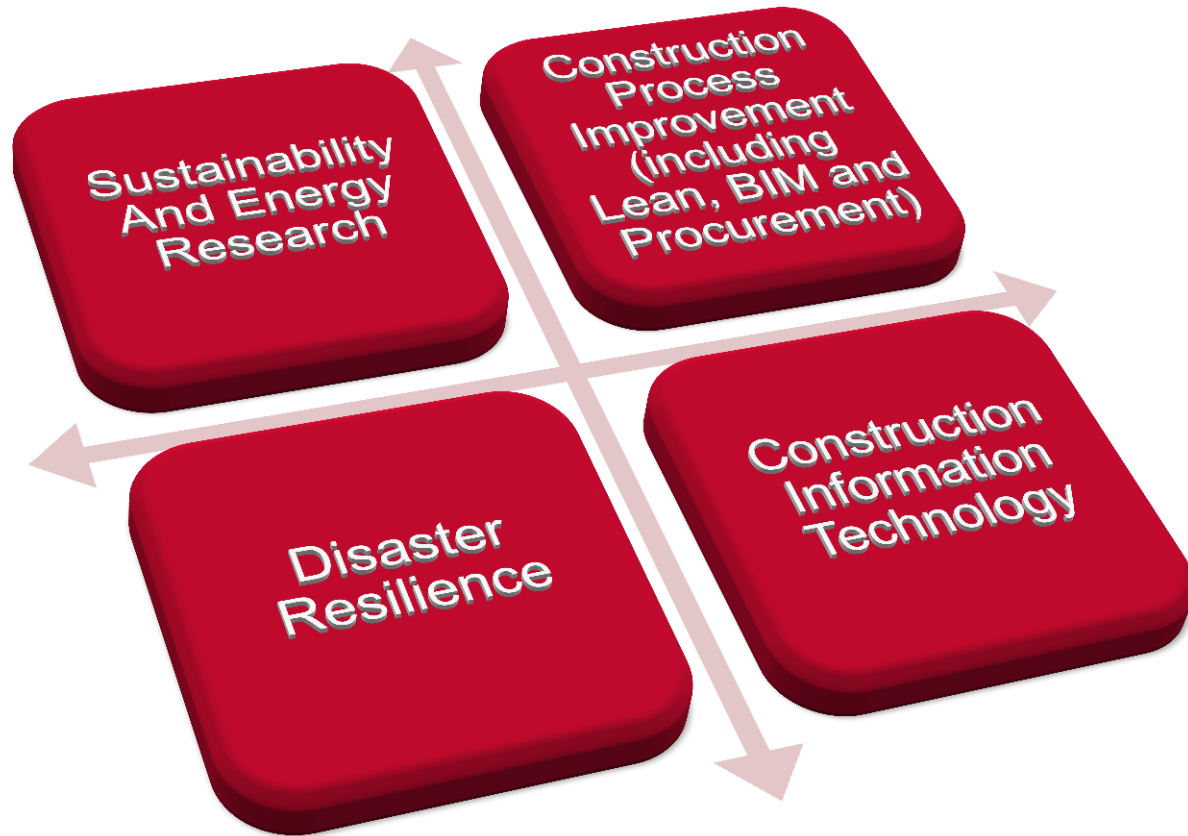 Sustainability
And Energy
Research
Construction
Process
Improvement
(including
Lean, BIM and
Procurement)
Disaster
Resilience
Construction
Information
Technology